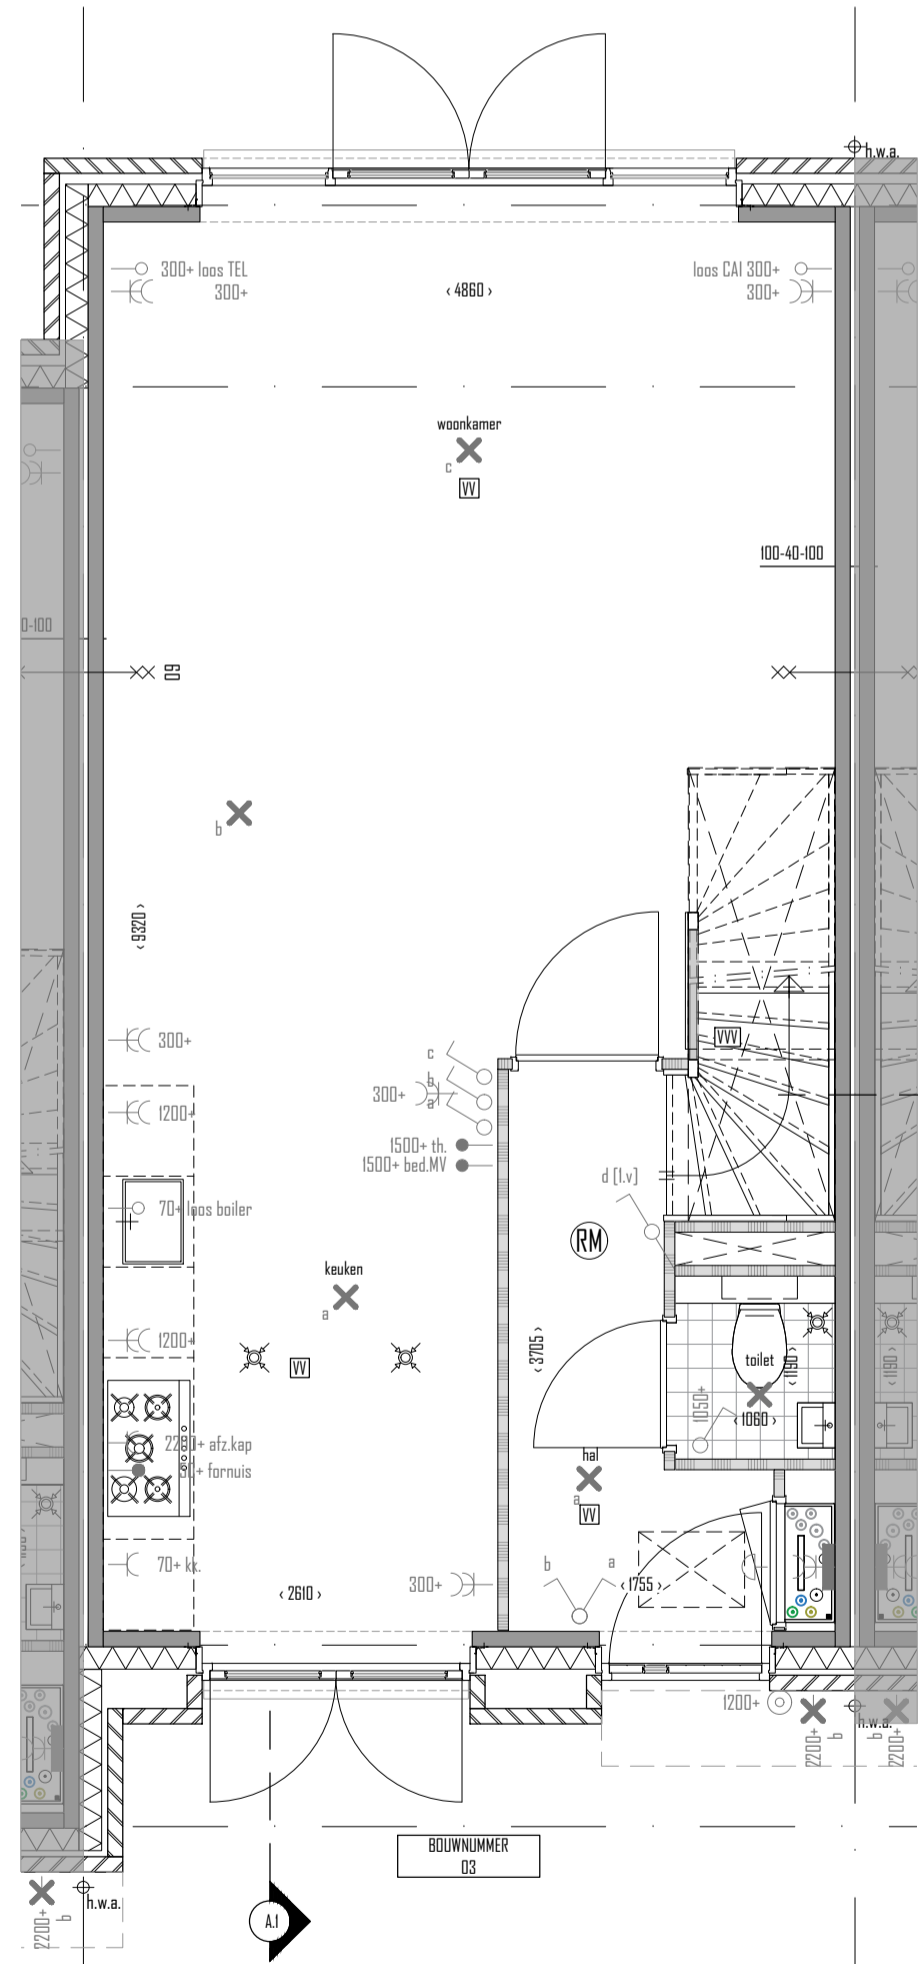 h.w.a.
300+ loos TEL
300+
‹ 4860 ›
loos CAI 300+
300+
woonkamer
c
VV
100-40-100
0-100
60
b
‹ 9320 ›
300+
c
b
a
300+
VVV
1200+
1500+ th.
1500+ bed.MV
d [l.v]
70+ loos boiler
RM
keuken
a
1200+
VV
‹ 3705 ›
toilet
‹ 1190 ›
‹ 1190 ›
1050+
‹ 1060 ›
afz.kap
fornuis
hal
a
VV
70+ kk.
300+
‹ 2610 ›
b
a
‹ 1755 ›
1200+
2200+
b
h.w.a.
b
2200+
BOUWNUMMER
03
h.w.a.
2200+
b
A.1